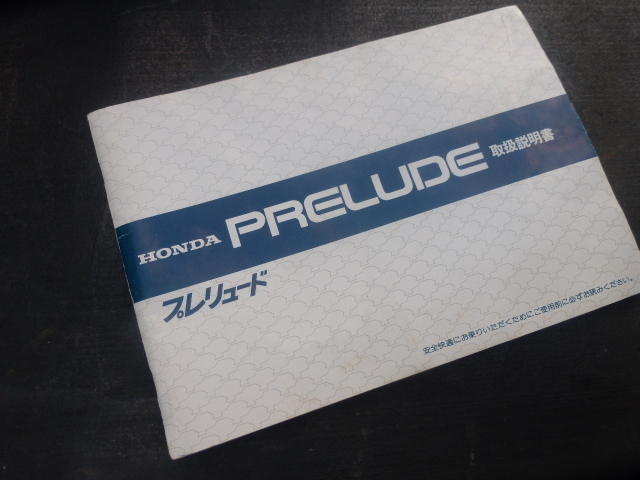 HONDA PRELUDE 取扱説明書
プレリュード
安全快適にお乗りいただくためにご使用前に必ずお読みください。